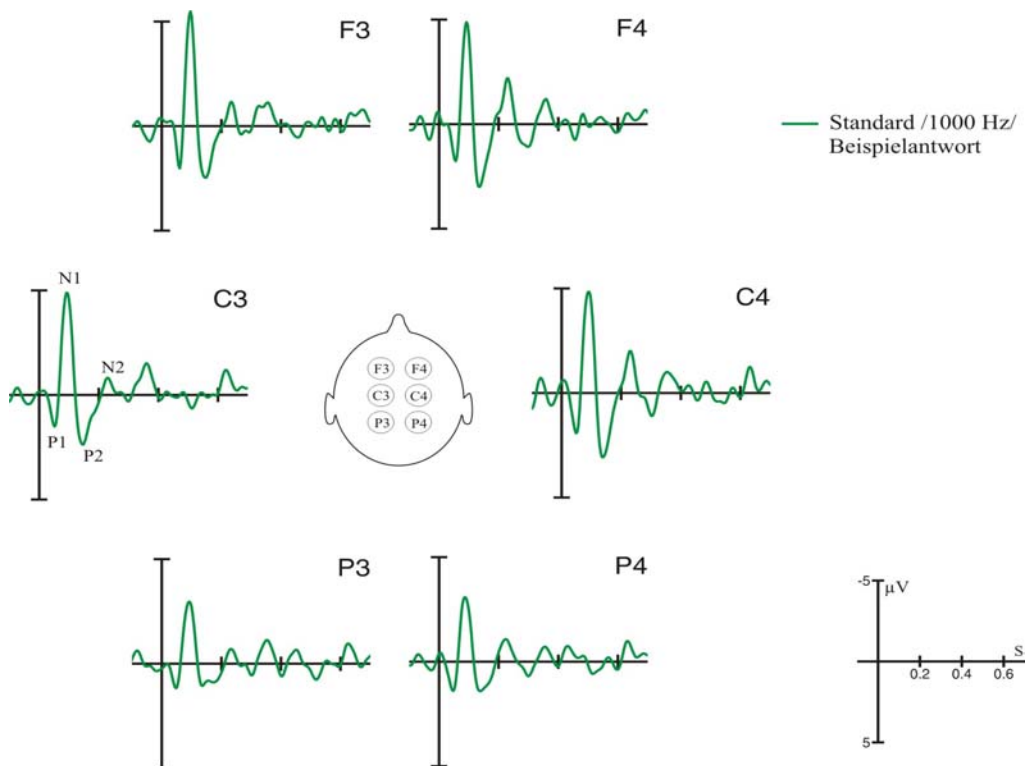 F3
F4
Standard /1000 Hz/
Beispielantwort
N1
C3
C4
N2
P1
P2
F3 F4
C3 C4
P3 P4
P3
P4
-5
µV
S
0.2 0.4 0.6
5